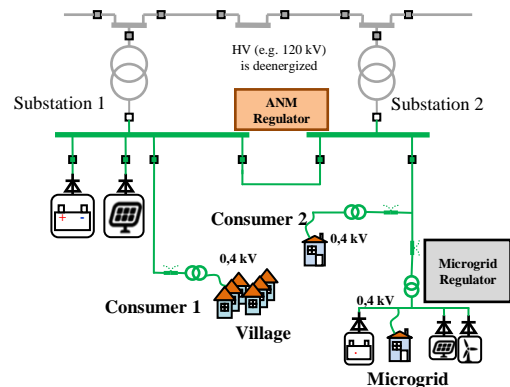 HV (e.g. 120 kV)
is deenergized
Substation 1
ANM
Regulator
Substation 2
+ -
Consumer 2
0,4 kV
0,4 kV
Consumer 1
Village
Microgrid
Regulator
0,4 kV
+ -
Microgrid